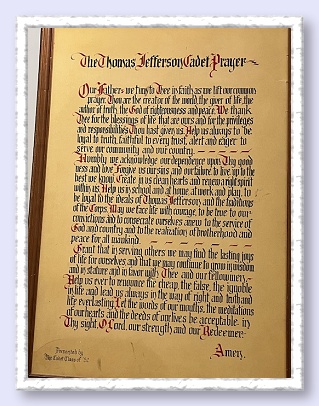 The Thomas Jefferson Cadet Prayer
Our Father: we turn to Thee in faith, as we lift our common
prayer. Thou art the creator of the world, the giver of life, the
author of truth, the God of righteousness and peace. We thank
Thee for the blessings of life that are ours and for the privileges
and responsibilities Thou hast given us. Help us always to be
loyal to truth, faithful to every trust, alert and eager to
serve our community and our country.
Humbly we acknowledge our dependence upon Thy good-
ness and love. Forgive us our sins and our failure to live up to the
best we know. Create in us clean hearts and renew a right spirit
within us. Help us in school and at home, at work and play, to
be loyal to the ideals of Thomas Jefferson and the traditions
of the Corps. May we face life with courage, to be true to our
convictions and to consecrate ourselves anew to the service of
God and country and to the realization of brotherhood and
peace for all mankind.
Grant that in serving others we may find the lasting joys
of life for ourselves and that we may continue to grow in wisdom
and in stature and in favor with Thee and our fellow men.
Help us ever to renounce the cheap, the false, the ignoble
in life and lead us always in the way of right and truth and
life everlasting. Let the words of our mouths, the meditations
of our hearts and the deeds of our lives be acceptable in
Thy sight, O Lord, our strength and our Redeemer.
Amen.
Presented by
The Cadet Class of '32